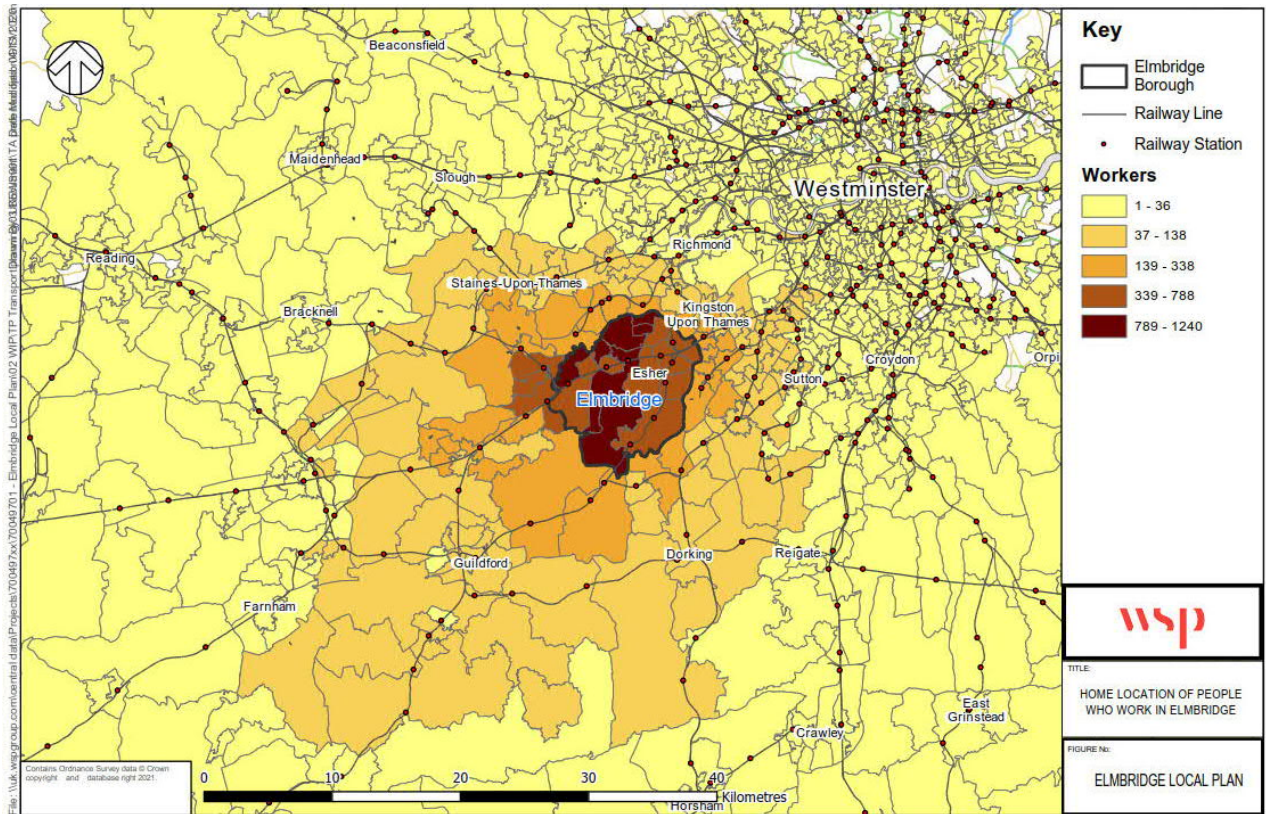 Beaconsfield
Maidenhead
Slough
Westminster
Richmond
Reading
Staines-Upon-Thames
Bracknell
Kingston
Upon Thames
Croydon
Esher
Sutton
Elmbridge
Dorking
Reigate
Guildford
Farnham
East
Grinstead
Crawley
Horsham
Contains Ordnance Survey data © Crown
copyright and database right 2021.
0 10 20 30 40
Kilometres
Key
Elmbridge
Borough
Railway Line
Railway Station
Workers
1 - 36
37 - 138
139 - 338
339 - 788
789 - 1240
wsp
TITLE:
HOME LOCATION OF PEOPLE
WHO WORK IN ELMBRIDGE
FIGURE No:
ELMBRIDGE LOCAL PLAN